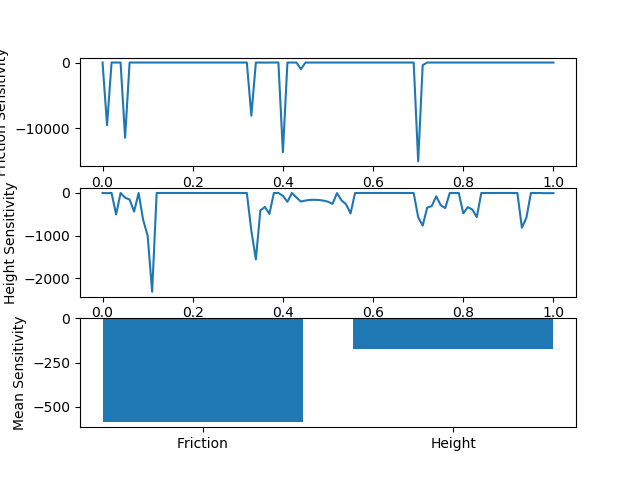 Friction Sensitivity
0
−10000
0.0 0.2 0.4 0.6 0.8 1.0
Height Sensitivity
0
−1000
−2000
0.0 0.2 0.4 0.6 0.8 1.0
Mean Sensitivity
0
−250
−500
Friction Height